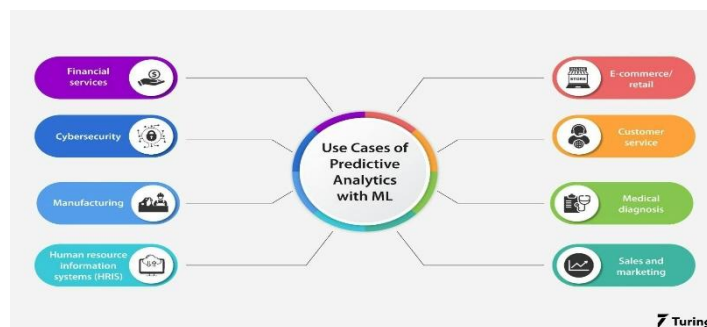 Financial
services
Cybersecurity
Manufacturing
Human resource
information
systems (HRIS)
Use Cases of
Predictive
Analytics
with ML
E-commerce/
retail
STORE
Customer
service
Medical
diagnosis
Sales and
marketing
Turing